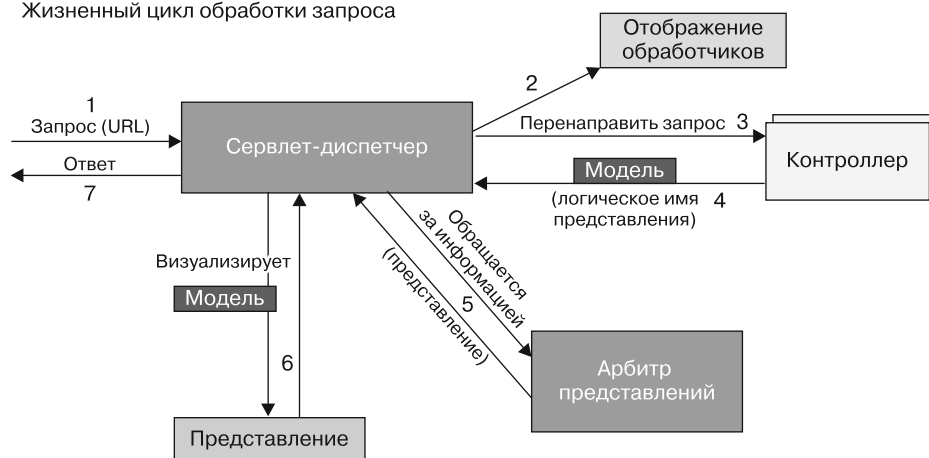 Жизненный цикл обработки запроса
Отображение
обработчиков
1
Запрос (URL)
2
Сервлет-диспетчер
Перенаправить запрос 3
Контроллер
Ответ
7
Модель
(логическое имя
представления)
4
Визуализирует
Модель
Обращается
за информацией
5
(представление)
6
Арбитр
представлений
Представление